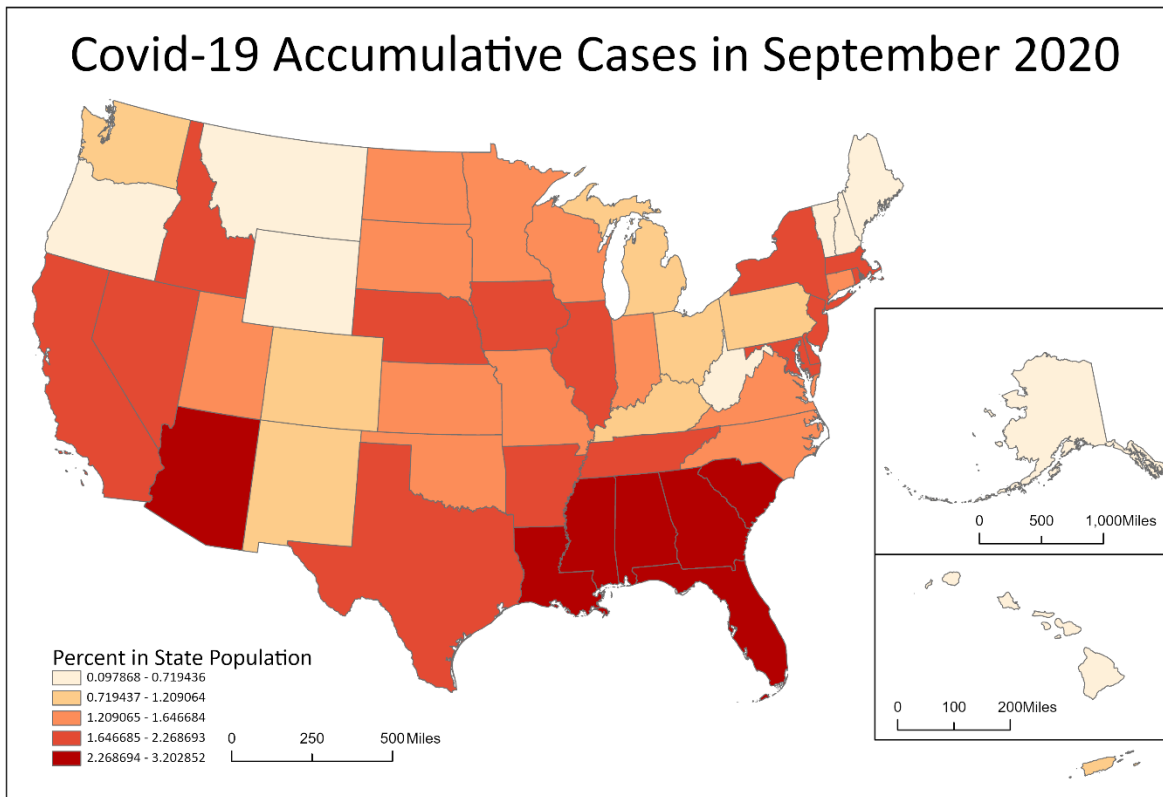 Covid-19 Accumulative Cases in September 2020
0 500 1,000Miles
0 100 200Miles
Percent in State Population
0.097868 - 0.719436
0.719437 - 1.209064
1.209065 - 1.646684
1.646685 - 2.268693
2.268694 - 3.202852
0 250 500Miles